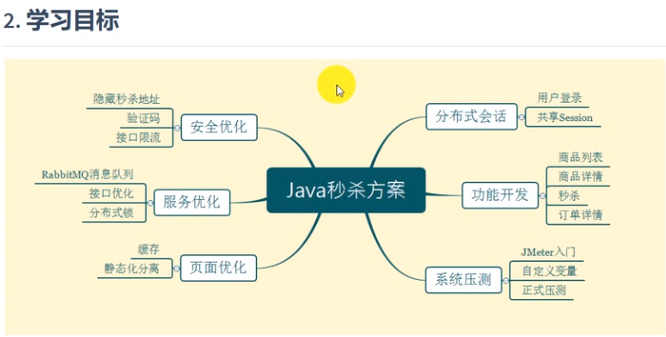 2. 学习目标
隐藏秒杀地址
验证码
接口限流
安全优化
RabbitMQ消息队列
接口优化
分布式锁
服务优化
缓存
静态化分离
页面优化
Java秒杀方案
分布式会话
用户登录
共享Session
功能开发
商品列表
商品详情
秒杀
订单详情
系统压测
JMeter入门
自定义变量
正式压测